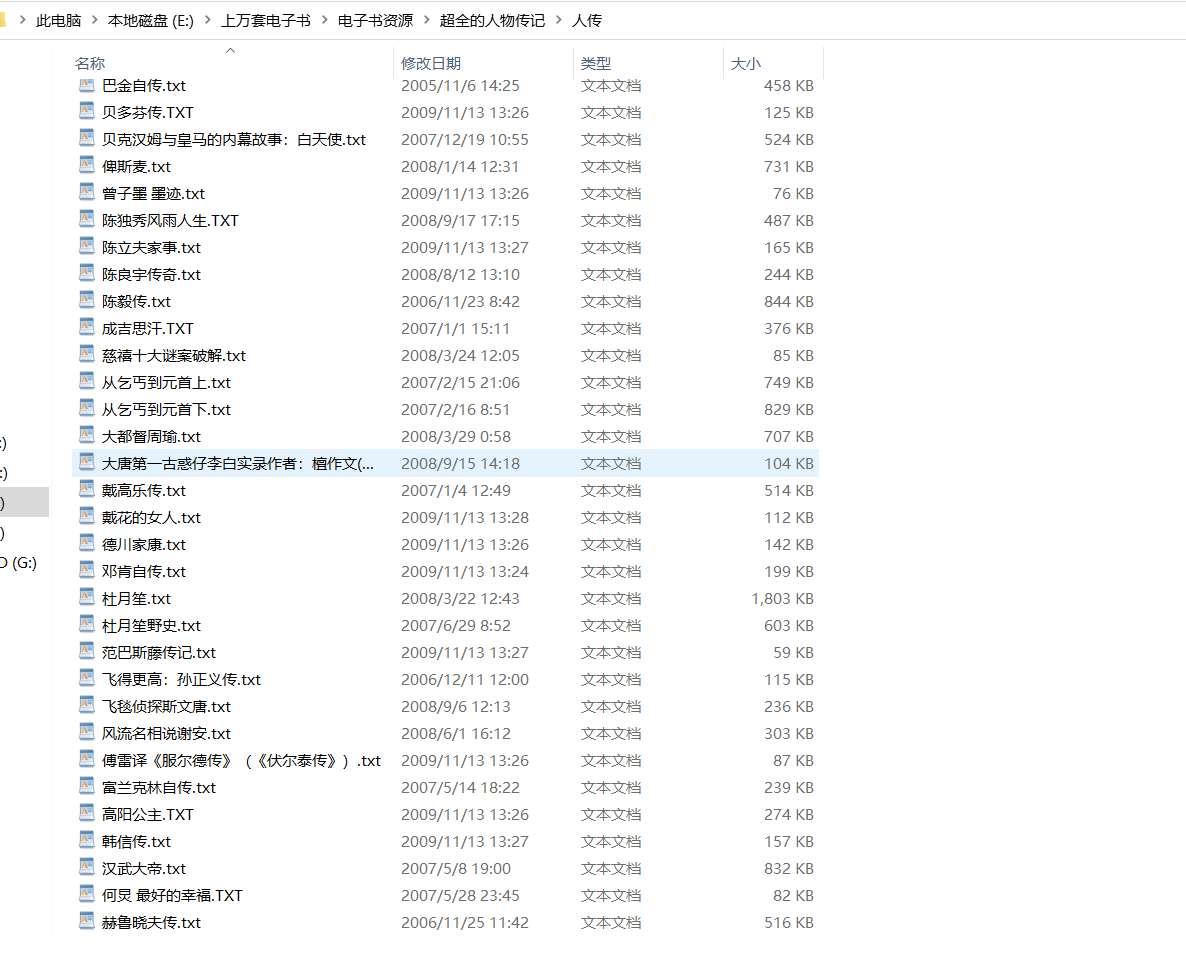 此电脑 > 本地磁盘 (E:) > 上万套电子书 > 电子书资源 > 超全的人物传记 > 人传
名称 修改日期 类型 大小
巴金自传.txt 2005/11/6 14:25 文本文档 458 KB
贝多芬传.TXT 2009/11/13 13:26 文本文档 125 KB
贝克汉姆与皇马的内幕故事：白天使.txt 2007/12/19 10:55 文本文档 524 KB
俾斯麦.txt 2008/1/14 12:31 文本文档 731 KB
曾子墨 墨迹.txt 2009/11/13 13:26 文本文档 76 KB
陈独秀风雨人生.TXT 2008/9/17 17:15 文本文档 487 KB
陈立夫家事.txt 2009/11/13 13:27 文本文档 165 KB
陈良宇传奇.txt 2008/8/12 13:10 文本文档 244 KB
陈毅传.txt 2006/11/23 8:42 文本文档 844 KB
成吉思汗.TXT 2007/1/1 15:11 文本文档 376 KB
慈禧十大谜案破解.txt 2008/3/24 12:05 文本文档 85 KB
从乞丐到元首上.txt 2007/2/15 21:06 文本文档 749 KB
从乞丐到元首下.txt 2007/2/16 8:51 文本文档 829 KB
大都督周瑜.txt 2008/3/29 0:58 文本文档 707 KB
大唐第一古惑仔李白实录作者：檀作文(... 2008/9/15 14:18 文本文档 104 KB
戴高乐传.txt 2007/1/4 12:49 文本文档 514 KB
戴花的女人.txt 2009/11/13 13:28 文本文档 112 KB
德川家康.txt 2009/11/13 13:26 文本文档 142 KB
邓肯自传.txt 2009/11/13 13:24 文本文档 199 KB
杜月笙.txt 2008/3/22 12:43 文本文档 1,803 KB
杜月笙野史.txt 2007/6/29 8:52 文本文档 603 KB
范巴斯藤传记.txt 2009/11/13 13:27 文本文档 59 KB
飞得更高：孙正义传.txt 2006/12/11 12:00 文本文档 115 KB
飞毯侦探斯文唐.txt 2008/9/6 12:13 文本文档 236 KB
风流名相说谢安.txt 2008/6/1 16:12 文本文档 303 KB
傅雷译《服尔德传》（《伏尔泰传》）.txt 2009/11/13 13:26 文本文档 87 KB
富兰克林自传.txt 2007/5/14 18:22 文本文档 239 KB
高阳公主.TXT 2009/11/13 13:26 文本文档 274 KB
韩信传.txt 2009/11/13 13:27 文本文档 157 KB
汉武大帝.txt 2007/5/8 19:00 文本文档 832 KB
何炅 最好的幸福.TXT 2007/5/28 23:45 文本文档 82 KB
赫鲁晓夫传.txt 2006/11/25 11:42 文本文档 516 KB
:)
:)
)
)
D (G:)